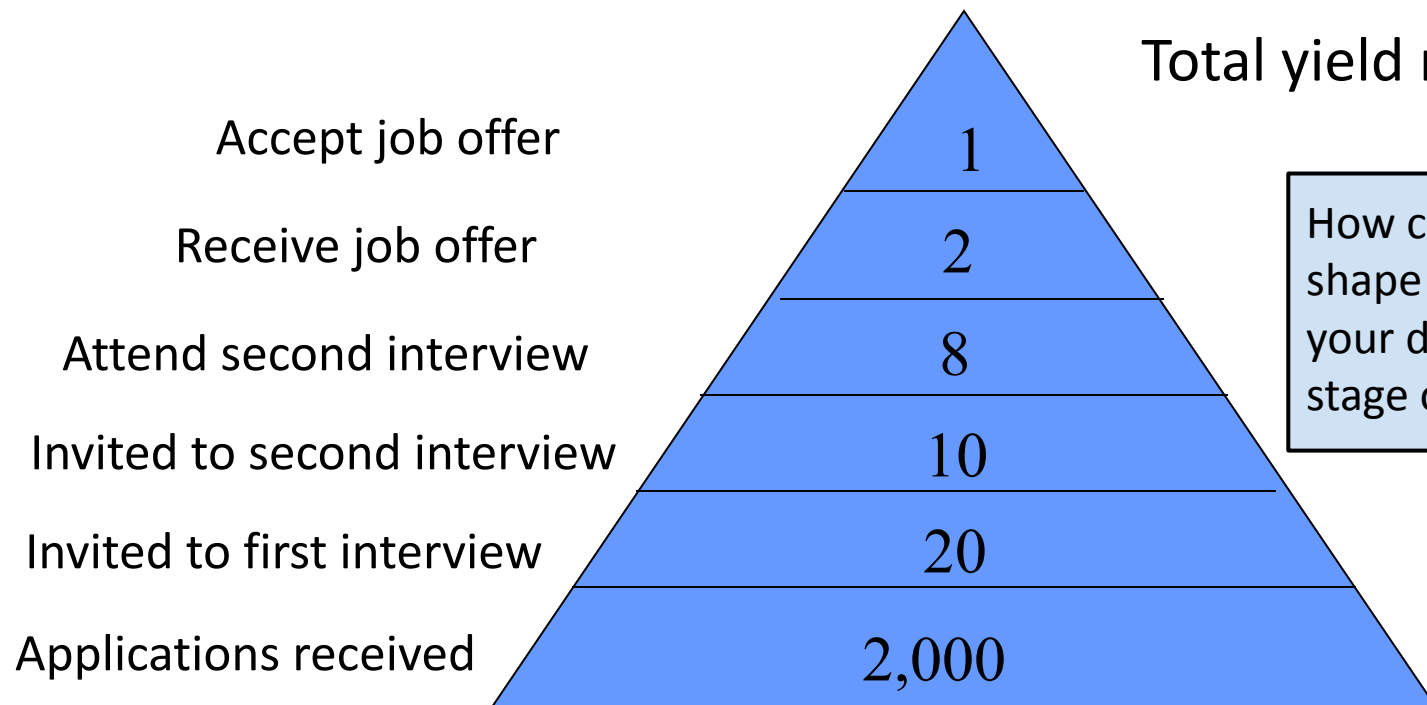 Total yield
Accept job offer
1
Receive job offer
2
Attend second interview
8
Invited to second interview
10
Invited to first interview
20
Applications received
2,000
How
shape
your
stage